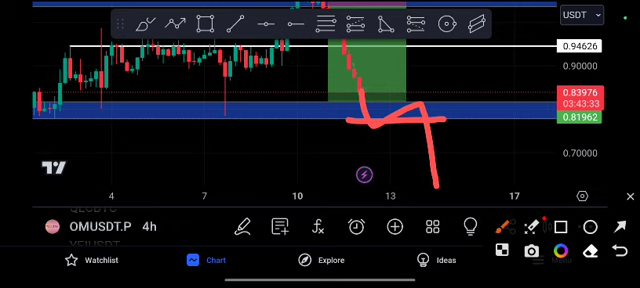 USDT
0.94626
0.90000
0.83976
03:43:33
0.81962
0.70000
4 7 10 13 17
OMUSDT.P 4h
Watchlist Chart Explore Ideas Menu